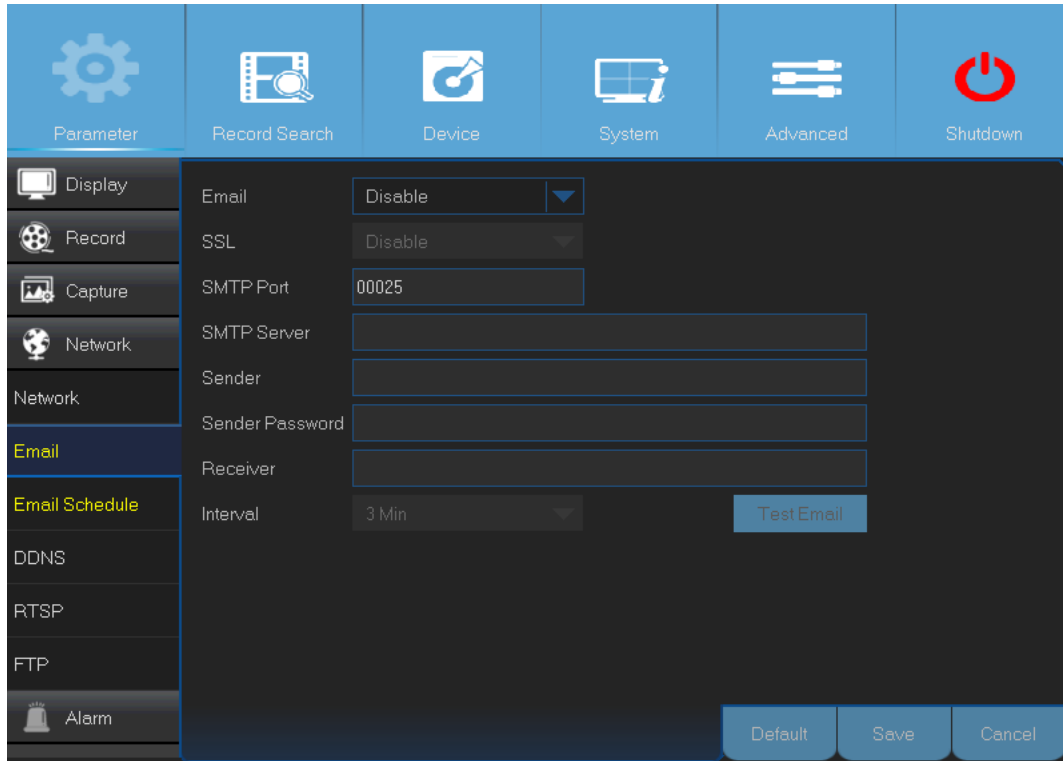 Parameter Record Search Device System Advanced Shutdown
Display
Record
Capture
Network
Network
Email
Email Schedule
DDNS
RTSP
FTP
Alarm
Email Disable
SSL Disable
SMTP Port 00025
SMTP Server
Sender
Sender Password
Receiver
Interval 3 Min Test Email
Default Save Cancel